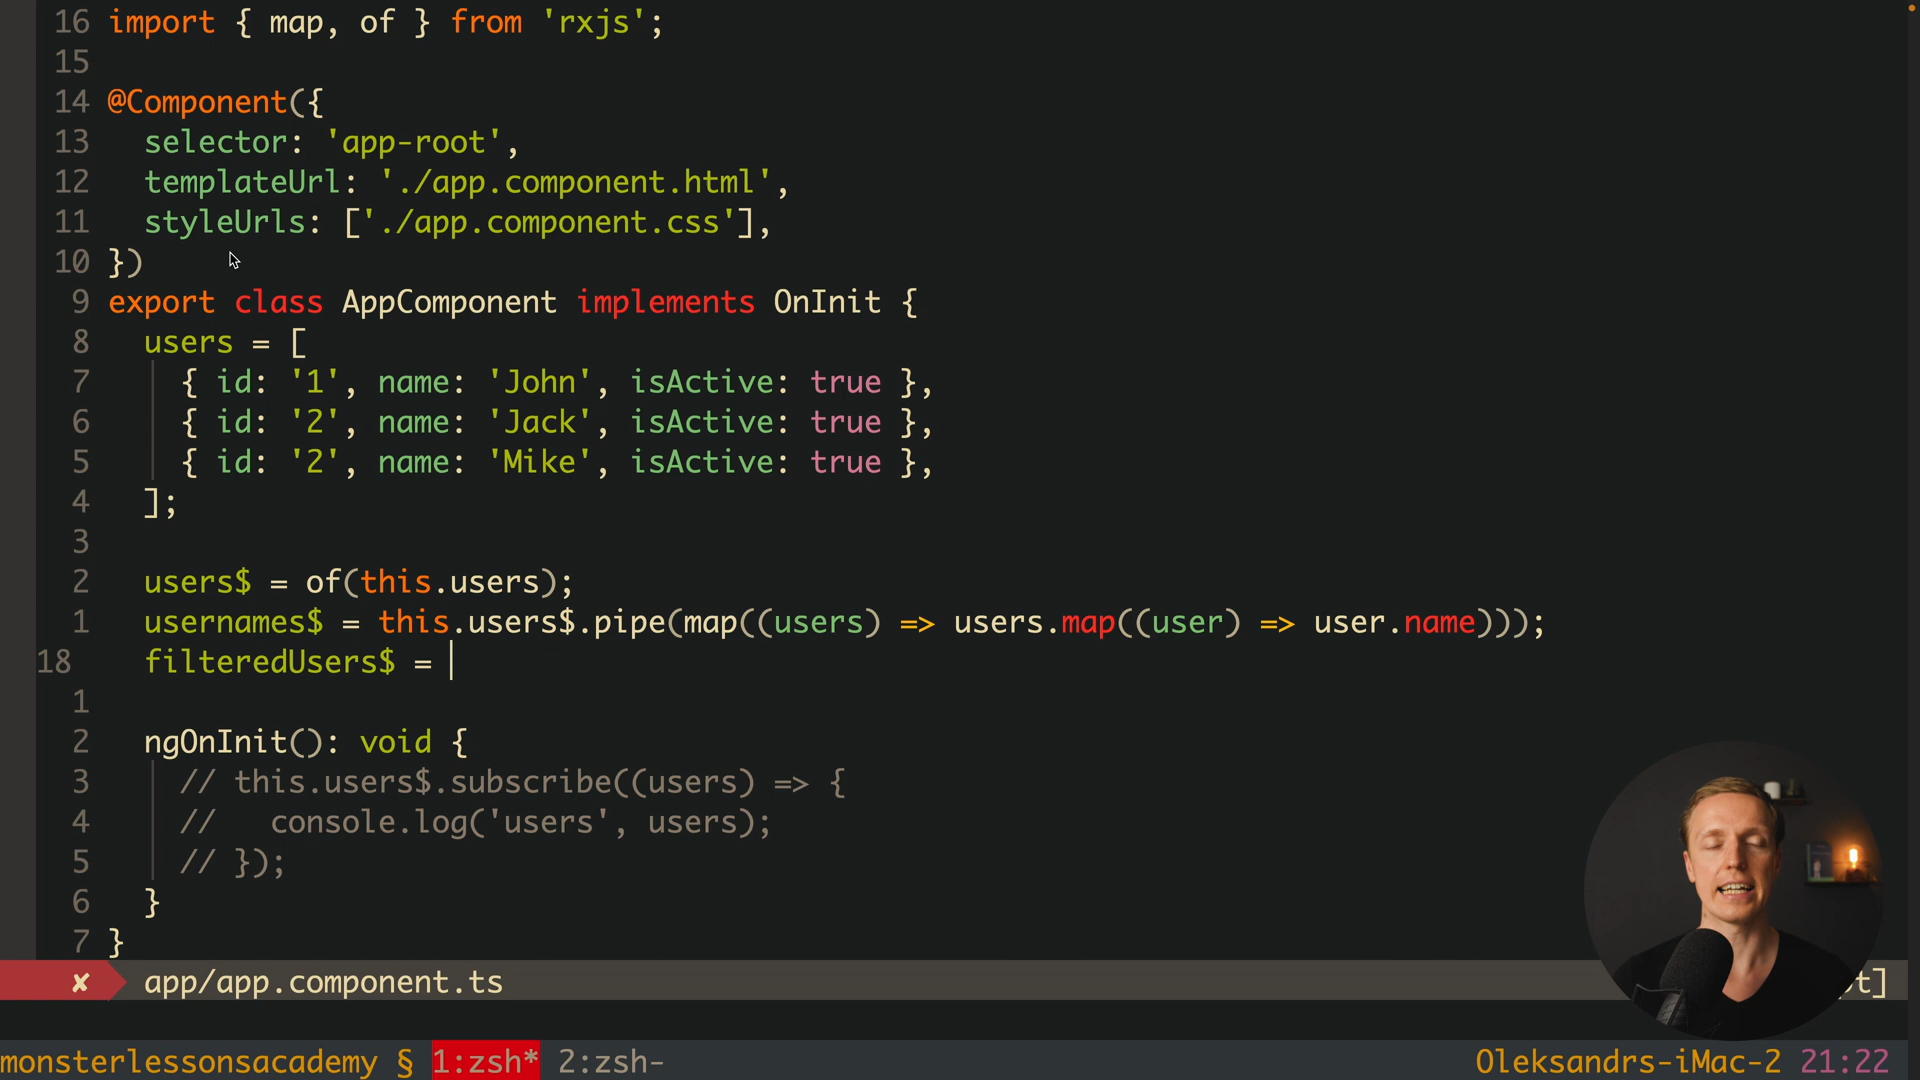 16 import { map, of } from 'rxjs';
15
14 @Component({
13 selector: 'app-root',
12 templateUrl: './app.component.html',
11 styleUrls: ['./app.component.css'],
10 })
9 export class AppComponent implements OnInit {
8 users = [
7 { id: '1', name: 'John', isActive: true },
6 { id: '2', name: 'Jack', isActive: true },
5 { id: '2', name: 'Mike', isActive: true },
4 ];
3
2 users$ = of(this.users);
1 usernames$ = this.users$.pipe(map((users) => users.map((user) => user.name)));
18 filteredUsers$ =
1
2 ngOnInit(): void {
3 // this.users$.subscribe((users) => {
4 // console.log('users', users);
5 // });
6 }
7 }
✘ app/app.component.ts t]
monsterlessonsacademy § 1:zsh* 2:zsh- Oleksandrs-iMac-2 21:22